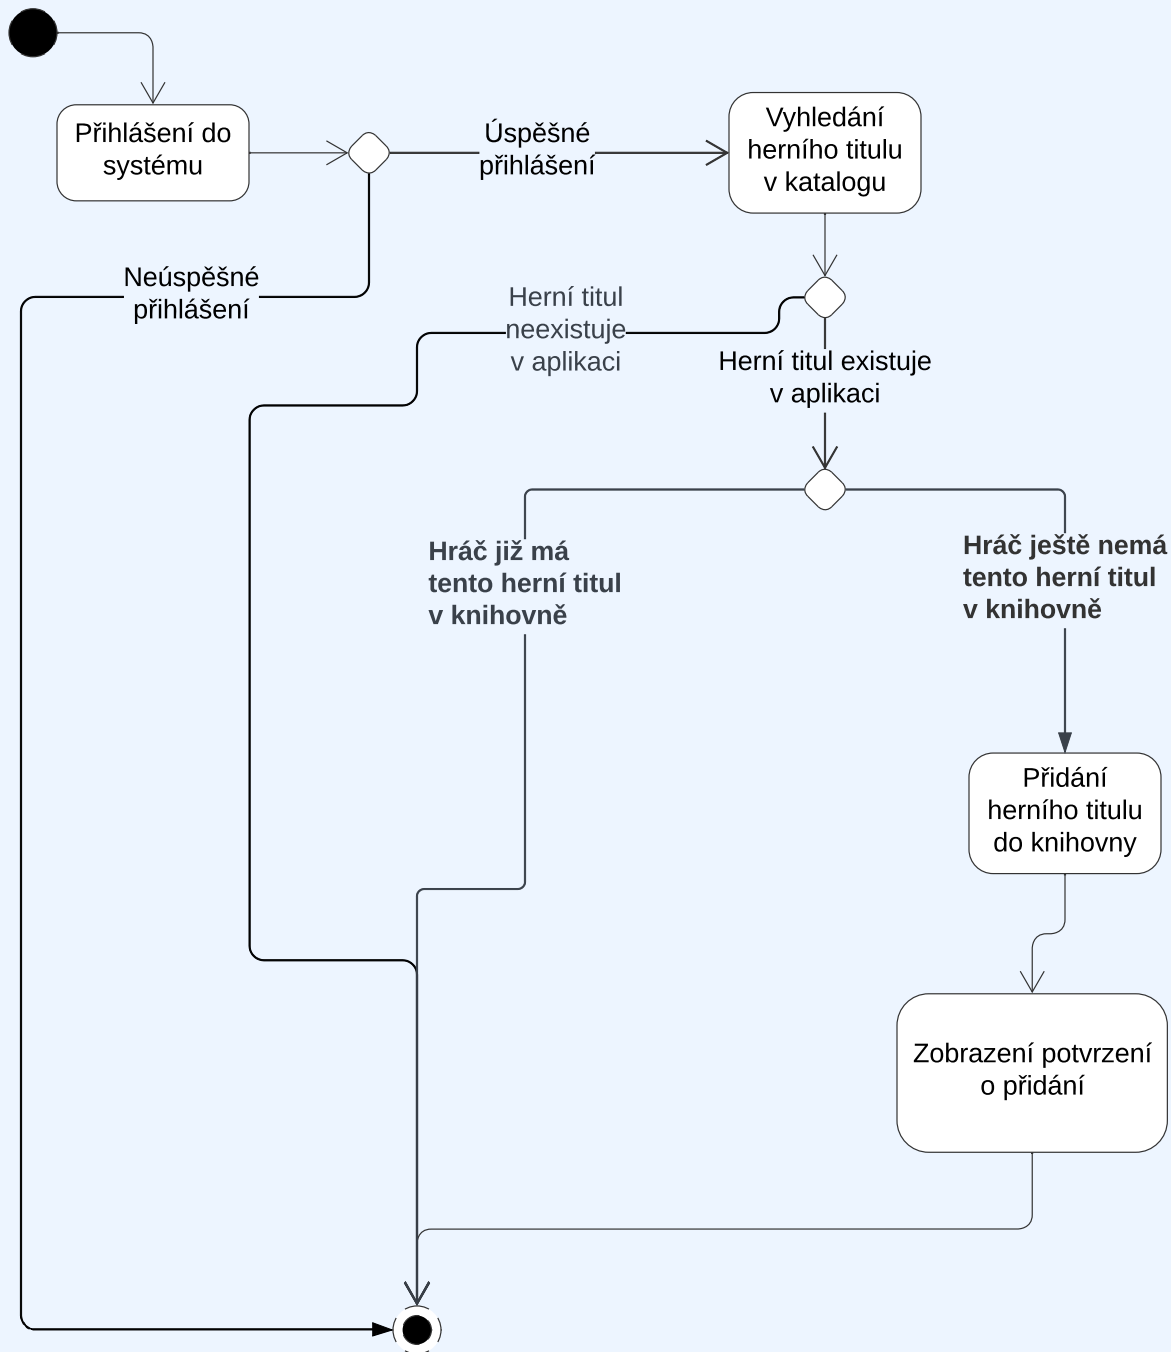 Přihlášení do
systému
Úspěšné
přihlášení
Vyhledání
herního titulu
v katalogu
Neúspěšné
přihlášení
Herní titul
neexistuje
v aplikaci
Herní titul existuje
v aplikaci
Hráč již má
tento herní titul
v knihovně
Hráč ještě nemá
tento herní titul
v knihovně
Přidání
herního titulu
do knihovny
Zobrazení potvrzení
o přidání